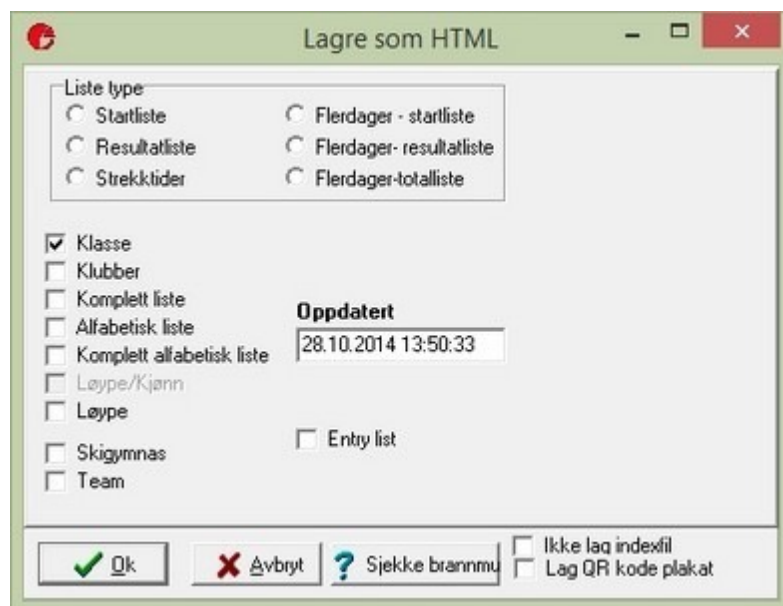 Lagre som HTML
Liste type
Startliste
Flerdager - startliste
Resultatliste
Flerdager- resultatliste
Strekktider
Flerdager-totalliste
Klasse
Klubber
Komplett liste
Alfabetisk liste
Komplett alfabetisk liste
Løype/Kjønn
Løype
Skigymnas
Team
Oppdatert
28.10.2014 13:50:33
Entry list
Ok
Avbryt
Sjekke brannmu
Ikke lag indexfil
Lag QR kode plakat